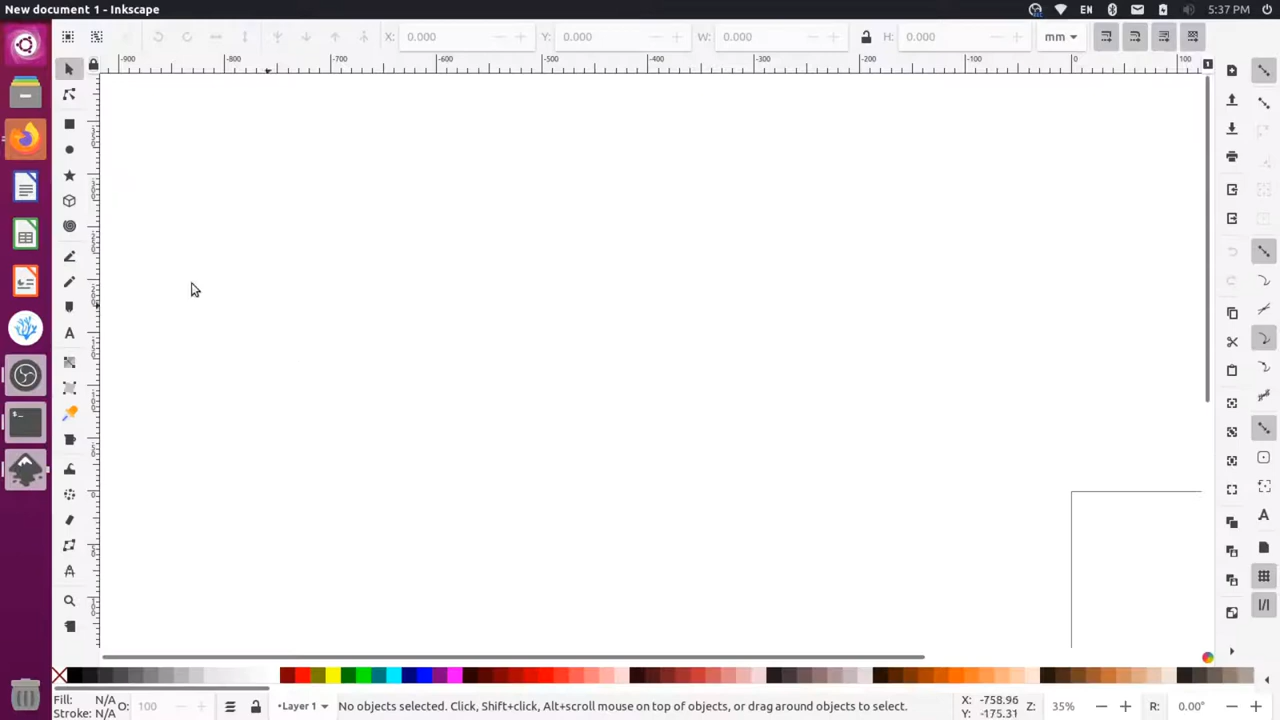 New document 1 - Inkscape
EN
5:37 PM
X: 0.000
Y: 0.000
W: 0.000
H: 0.000
mm
-900 -800 -700 -600 -500 -400 -300 -200 -100 0 100
1
Fill: N/A
Stroke: N/A
O: 100
•Layer 1
No objects selected. Click, Shift+click, Alt+scroll mouse on top of objects, or drag around objects to select.
X: -758.96
Y: -175.31
Z: 35%
R: 0.00°